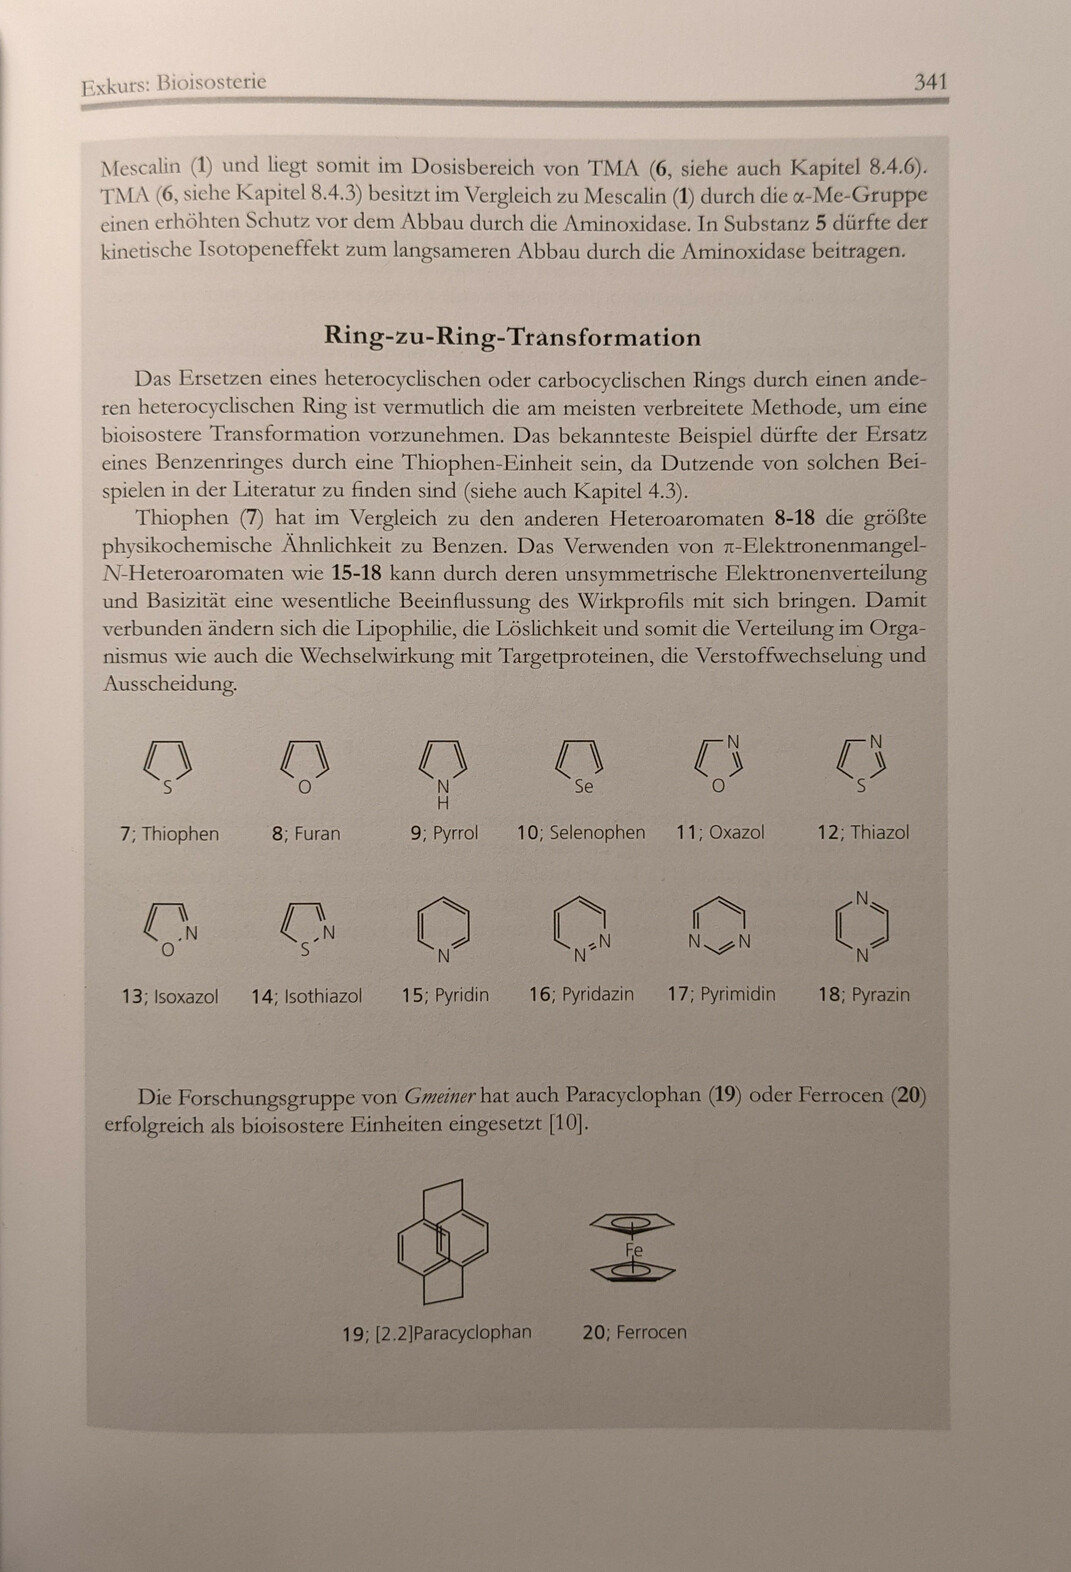 Exkurs: Bioisosterie 341
Mescalin (1) und liegt somit im Dosisbereich von TMA (6, siehe auch Kapitel 8.4.6).
TMA (6, siehe Kapitel 8.4.3) besitzt im Vergleich zu Mescalin (1) durch die α-Me-Gruppe
einen erhöhten Schutz vor dem Abbau durch die Aminoxidase. In Substanz 5 dürfte der
kinetische Isotopeneffekt zum langsameren Abbau durch die Aminoxidase beitragen.
Ring-zu-Ring-Transformation
Das Ersetzen eines heterocyclischen oder carbocyclischen Rings durch einen ande-
ren heterocyclischen Ring ist vermutlich die am meisten verbreitete Methode, um eine
bioisostere Transformation vorzunehmen. Das bekannteste Beispiel dürfte der Ersatz
eines Benzenringes durch eine Thiophen-Einheit sein, da Dutzende von solchen Bei-
spielen in der Literatur zu finden sind (siehe auch Kapitel 4.3).
Thiophen (7) hat im Vergleich zu den anderen Heteroaromaten 8-18 die größte
physikochemische Ähnlichkeit zu Benzen. Das Verwenden von π-Elektronenmangel-
N-Heteroaromaten wie 15-18 kann durch deren unsymmetrische Elektronenverteilung
und Basizität eine wesentliche Beeinflussung des Wirkprofils mit sich bringen. Damit
verbunden ändern sich die Lipophilie, die Löslichkeit und somit die Verteilung im Orga-
nismus wie auch die Wechselwirkung mit Targetproteinen, die Verstoffwechselung und
Ausscheidung.
N N
S O N Se O S
H
7; Thiophen 8; Furan 9; Pyrrol 10; Selenophen 11; Oxazol 12; Thiazol
N
N N N N N
O S N N N
13; Isoxazol 14; Isothiazol 15; Pyridin 16; Pyridazin 17; Pyrimidin 18; Pyrazin
Die Forschungsgruppe von Gmeiner hat auch Paracyclophan (19) oder Ferrocen (20)
erfolgreich als bioisostere Einheiten eingesetzt [10].
Fe
19; [2.2]Paracyclophan 20; Ferrocen